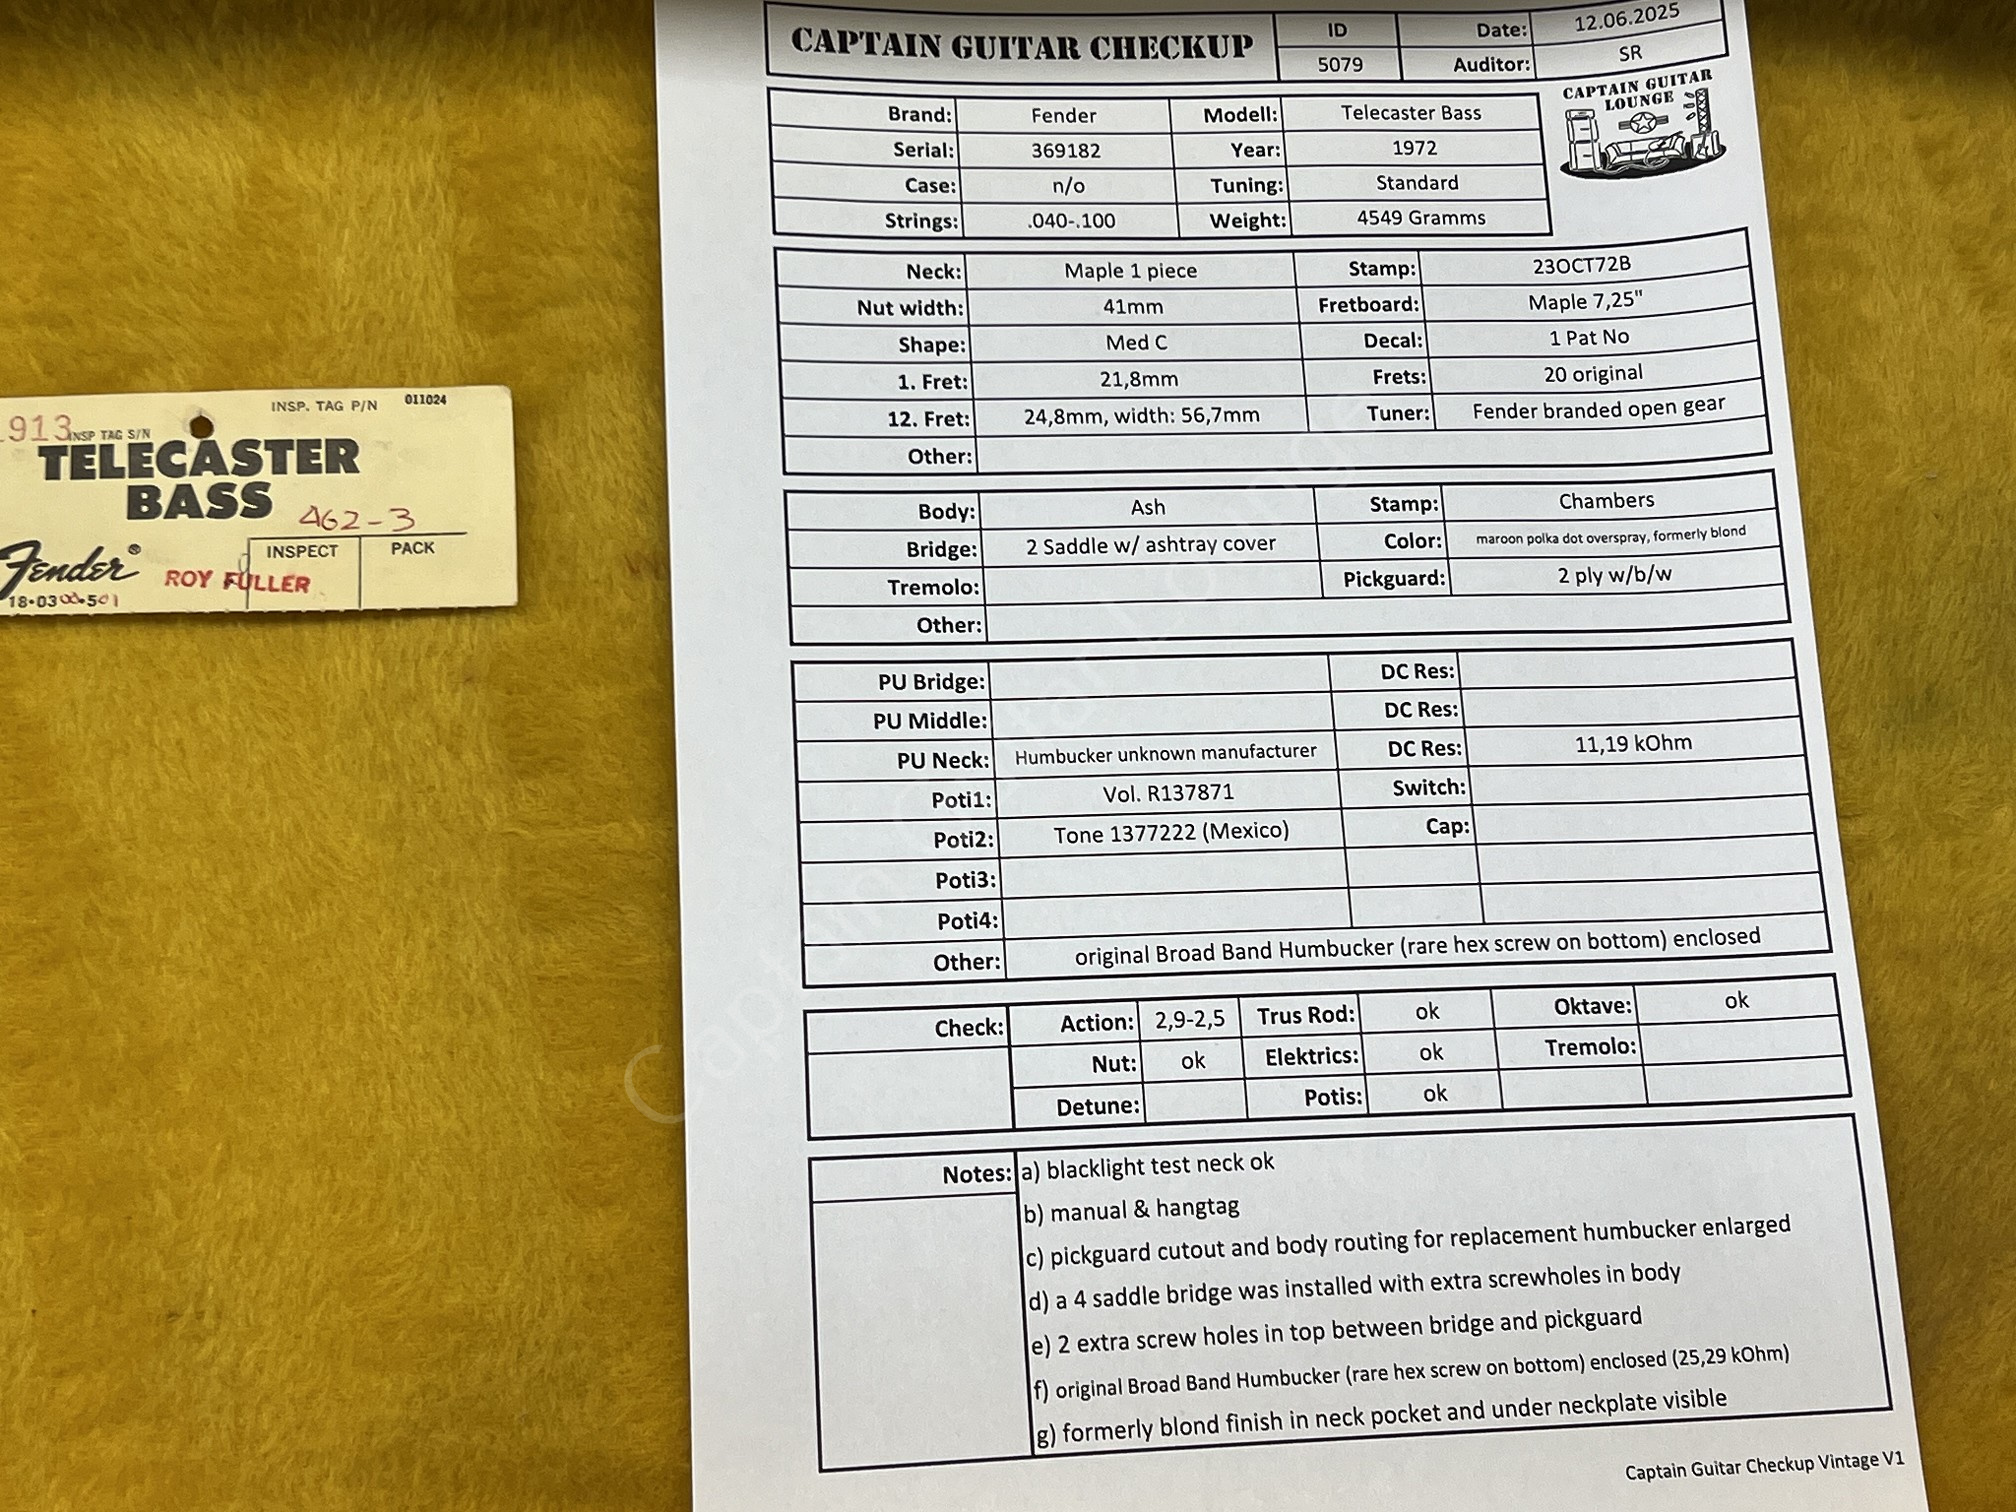 913 INSP TAG S/N
INSP. TAG P/N 011024
TELECASTER
BASS
462-3
Fender®
INSPECT PACK
ROY FULLER
18-0300-501
CAPTAIN GUITAR CHECKUP
ID Date: 12.06.2025
5079 Auditor: SR
CAPTAIN GUITAR
LOUNGE
Brand: Fender Modell: Telecaster Bass
Serial: 369182 Year: 1972
Case: n/o Tuning: Standard
Strings: .040-.100 Weight: 4549 Gramms
Neck: Maple 1 piece Stamp: 23OCT72B
Nut width: 41mm Fretboard: Maple 7,25"
Shape: Med C Decal: 1 Pat No
1. Fret: 21,8mm Frets: 20 original
12. Fret: 24,8mm, width: 56,7mm Tuner: Fender branded open gear
Other:
Body: Ash Stamp: Chambers
Bridge: 2 Saddle w/ ashtray cover Color: maroon polka dot overspray, formerly blond
Tremolo: Pickguard: 2 ply w/b/w
Other:
PU Bridge: DC Res:
PU Middle: DC Res:
PU Neck: Humbucker unknown manufacturer DC Res: 11,19 kOhm
Poti1: Vol. R137871 Switch:
Poti2: Tone 1377222 (Mexico) Cap:
Poti3:
Poti4:
Other: original Broad Band Humbucker (rare hex screw on bottom) enclosed
Check: Action: 2,9-2,5 Trus Rod: ok Oktave: ok
Nut: ok Elektrics: ok Tremolo:
Detune: Potis: ok
Notes: a) blacklight test neck ok
b) manual & hangtag
c) pickguard cutout and body routing for replacement humbucker enlarged
d) a 4 saddle bridge was installed with extra screwholes in body
e) 2 extra screw holes in top between bridge and pickguard
f) original Broad Band Humbucker (rare hex screw on bottom) enclosed (25,29 kOhm)
g) formerly blond finish in neck pocket and under neckplate visible
Captain Guitar Checkup Vintage V1
Captain Guitar Lounge